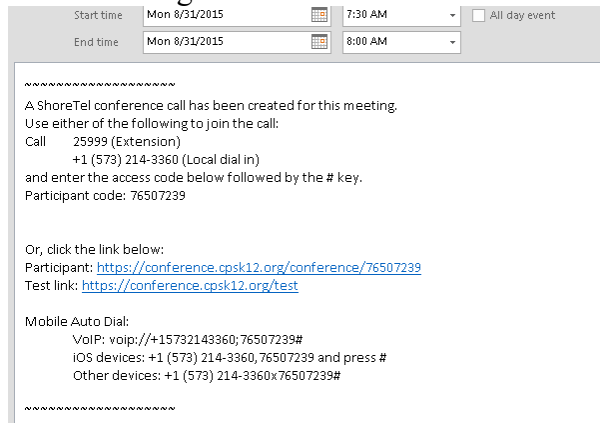 Start time Mon 8/31/2015 7:30 AM All day event
End time Mon 8/31/2015 8:00 AM
~~~~~~~~~~~~~~~~~~~
A ShoreTel conference call has been created for this meeting.
Use either of the following to join the call:
Call 25999 (Extension)
+1 (573) 214-3360 (Local dial in)
and enter the access code below followed by the # key.
Participant code: 76507239
Or, click the link below:
Participant: https://conference.cpsk12.org/conference/76507239
Test link: https://conference.cpsk12.org/test
Mobile Auto Dial:
VoIP: voip://+15732143360;76507239#
iOS devices: +1 (573) 214-3360,76507239 and press #
Other devices: +1 (573) 214-3360x76507239#
~~~~~~~~~~~~~~~~~~~